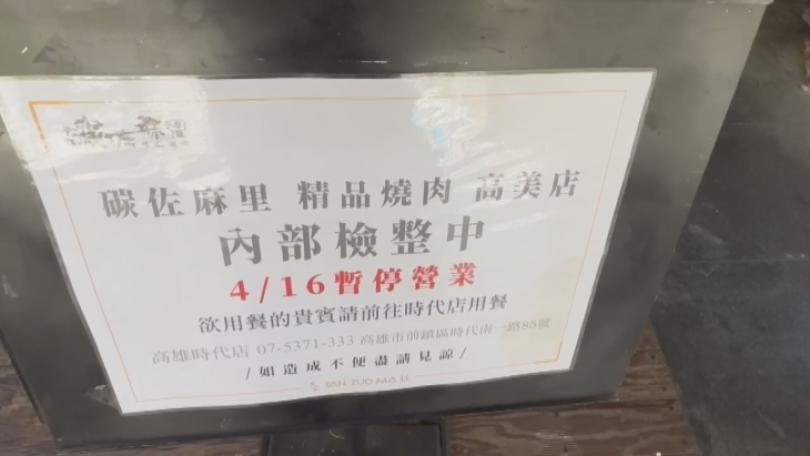 碳佐麻里 精品燒肉 高美店
內部檢整中
4/16暫停營業
欲用餐的貴賓請前往時代店用餐
高雄時代店 07-5371-333 高雄市前鎮區時代南一路85號
/如造成不便盡請見諒/
TAN ZUO MA LI